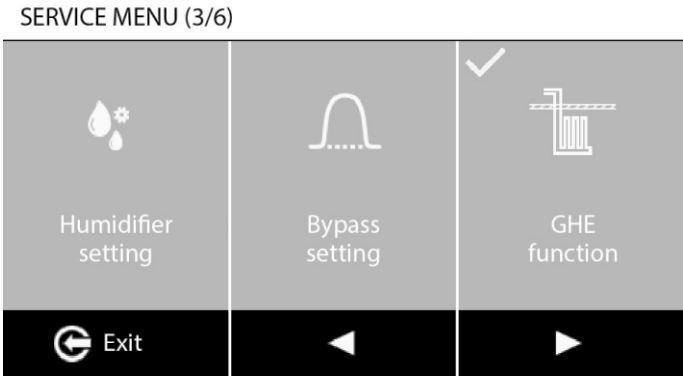 SERVICE MENU (3/6)
Humidifier
setting
Bypass
setting
GHE
function
Exit